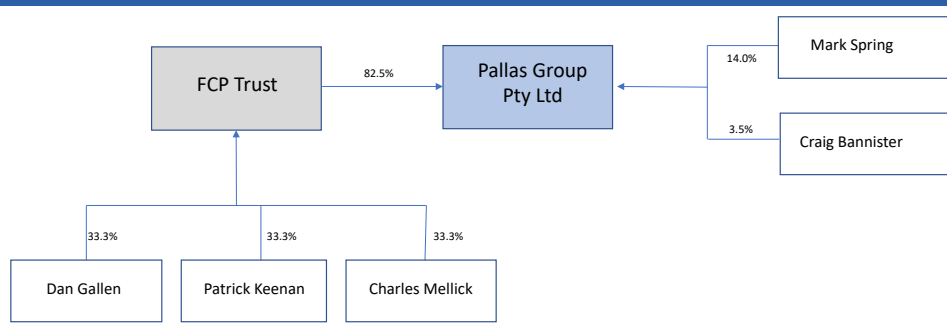 Mark Spring
14.0%
FCP Trust
82.5%
Pallas Group
Pty Ltd
3.5%
Craig Bannister
33.3%
33.3%
33.3%
Dan Gallen
Patrick Keenan
Charles Mellick